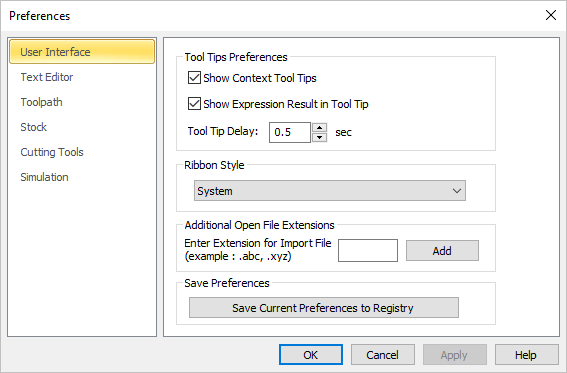 Preferences
User Interface
Text Editor
Toolpath
Stock
Cutting Tools
Simulation
Tool Tips Preferences
Show Context Tool Tips
Show Expression Result in Tool Tip
Tool Tip Delay: 0.5 sec
Ribbon Style
System
Additional Open File Extensions
Enter Extension for Import File
(example : .abc, .xyz)
Add
Save Preferences
Save Current Preferences to Registry
OK Cancel Apply Help